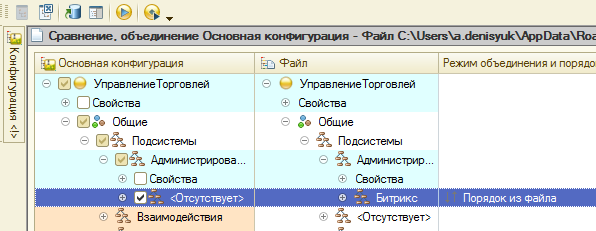 Сравнение, объединение Основная конфигурация - Файл C:\Users\a.denisyuk\AppData\Roa
Конфигурация <!>
Основная конфигурация Файл Режим объединения и порядо
УправлениеТорговлей УправлениеТорговлей
Свойства Свойства
Общие Общие
Подсистемы Подсистемы
Администрирова... Администрир...
Свойства Свойства
<Отсутствует> Битрикс Порядок из файла
Взаимодействия <Отсутствует>